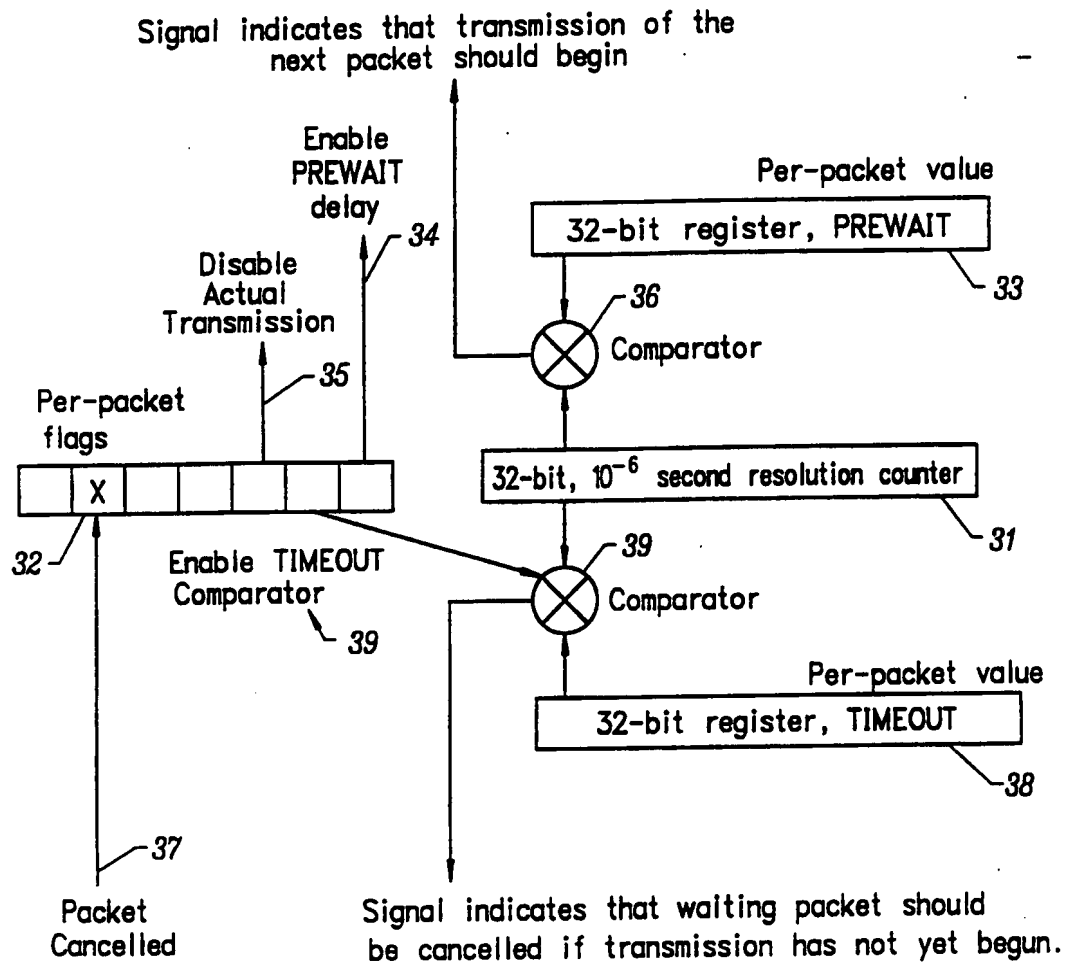 Signal indicates that transmission of the
next packet should begin
Enable
PREWAIT
delay
34
Per-packet value
32-bit register, PREWAIT
33
Disable
Actual
Transmission
35
36
Comparator
Per-packet
flags
X
32
32-bit, 10⁻⁶ second resolution counter
31
Enable TIMEOUT
Comparator
39
39
Comparator
Per-packet value
32-bit register, TIMEOUT
38
37
Packet
Cancelled
Signal indicates that waiting packet should
be cancelled if transmission has not yet begun.